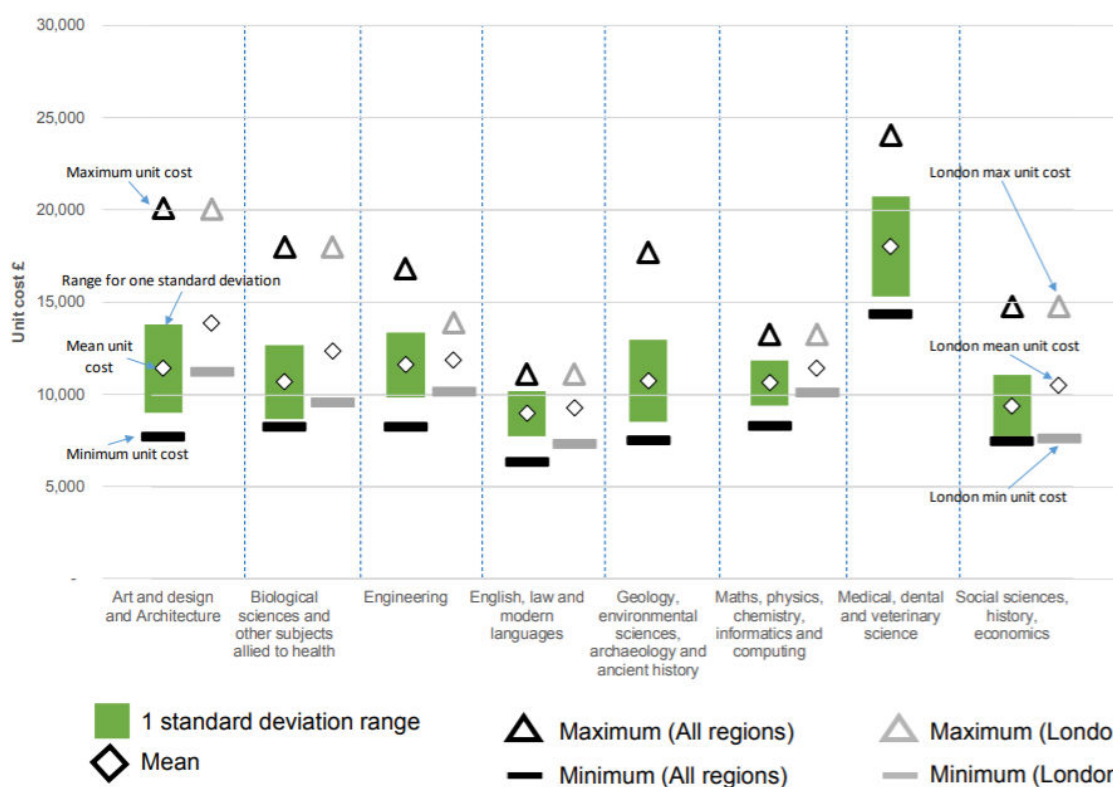 30,000
25,000
20,000
15,000
10,000
5,000
-
Unit cost £
Maximum unit cost
Range for one standard deviation
Mean unit
cost
Minimum unit cost
London max unit cost
London mean unit cost
London min unit cost
Art and design
and Architecture
Biological
sciences and
other subjects
allied to health
Engineering
English, law and
modern
languages
Geology,
environmental
sciences,
archaeology and
ancient history
Maths, physics,
chemistry,
informatics and
computing
Medical, dental
and veterinary
science
Social sciences,
history,
economics
1 standard deviation range
Mean
Maximum (All regions)
Minimum (All regions)
Maximum (Londo
Minimum (London